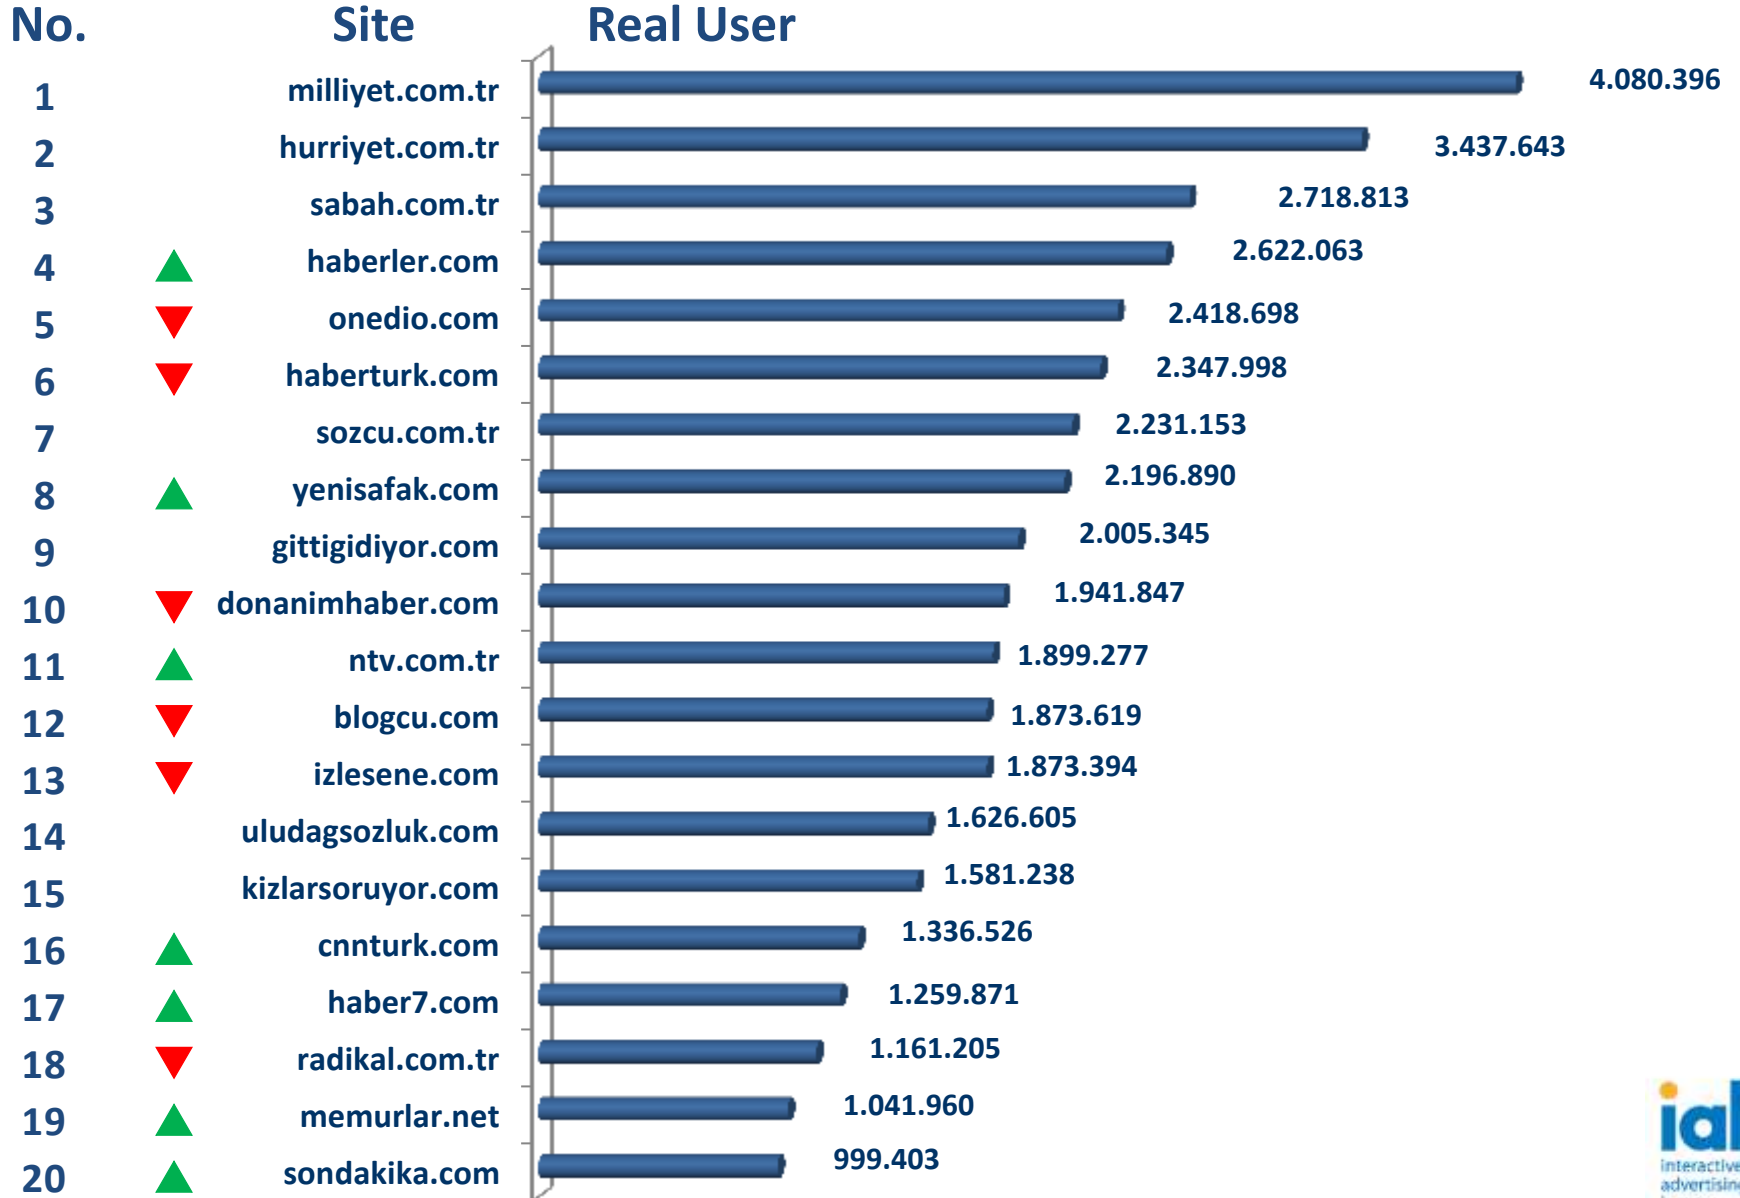 No. Site Real User
1 milliyet.com.tr 4.080.396
2 hurriyet.com.tr 3.437.643
3 sabah.com.tr 2.718.813
4 haberler.com 2.622.063
5 onedio.com 2.418.698
6 haberturk.com 2.347.998
7 sozcu.com.tr 2.231.153
8 yenisafak.com 2.196.890
9 gittigidiyor.com 2.005.345
10 donanimhaber.com 1.941.847
11 ntv.com.tr 1.899.277
12 blogcu.com 1.873.619
13 izlesene.com 1.873.394
14 uludagsozluk.com 1.626.605
15 kizlarsoruyor.com 1.581.238
16 cnnturk.com 1.336.526
17 haber7.com 1.259.871
18 radikal.com.tr 1.161.205
19 memurlar.net 1.041.960
20 sondakika.com 999.403
interactive